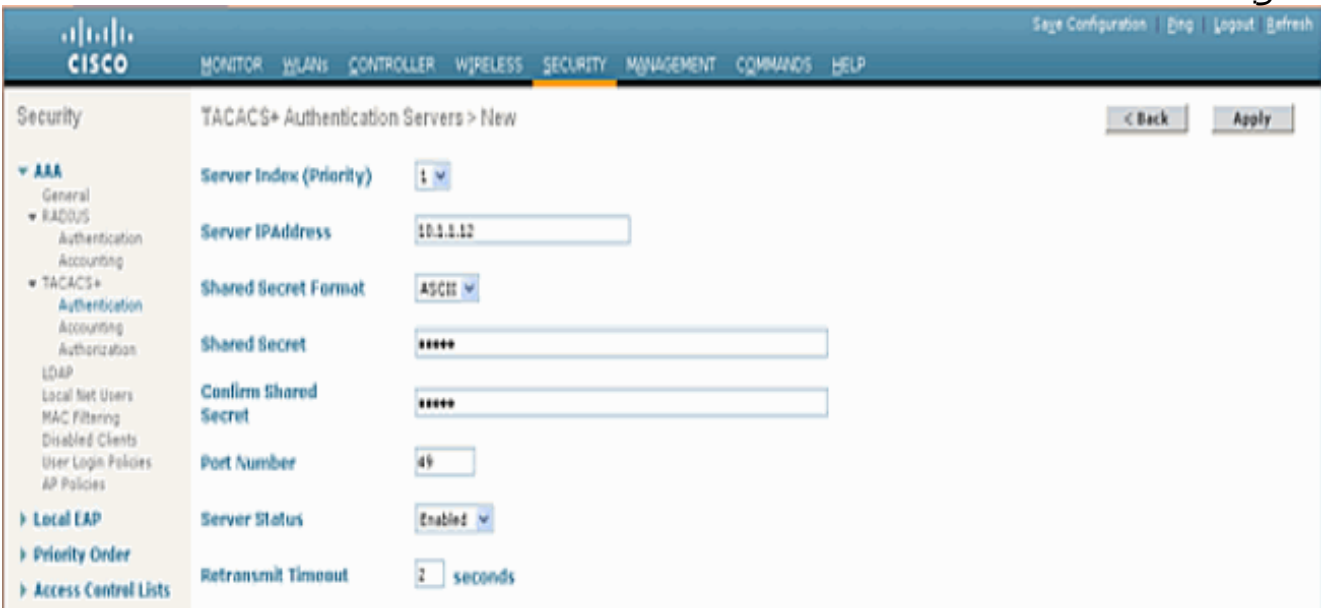 Save Configuration | Ping | Logout Refresh
CISCO
MONITOR WLANs CONTROLLER WIRELESS SECURITY MANAGEMENT COMMANDS HELP
Security
AAA
General
RADIUS
Authentication
Accounting
TACACS+
Authentication
Accounting
Authorization
LDAP
Local Net Users
MAC Filtering
Disabled Clients
User Login Policies
AP Policies
Local EAP
Priority Order
Access Control Lists
TACACS+ Authentication Servers > New
< Back
Apply
Server Index (Priority) 1
Server IPAddress 10.1.1.12
Shared Secret Format ASCII
Shared Secret •••••
Confirm Shared
Secret •••••
Port Number 49
Server Status Enabled
Retransmit Timeout 2 seconds